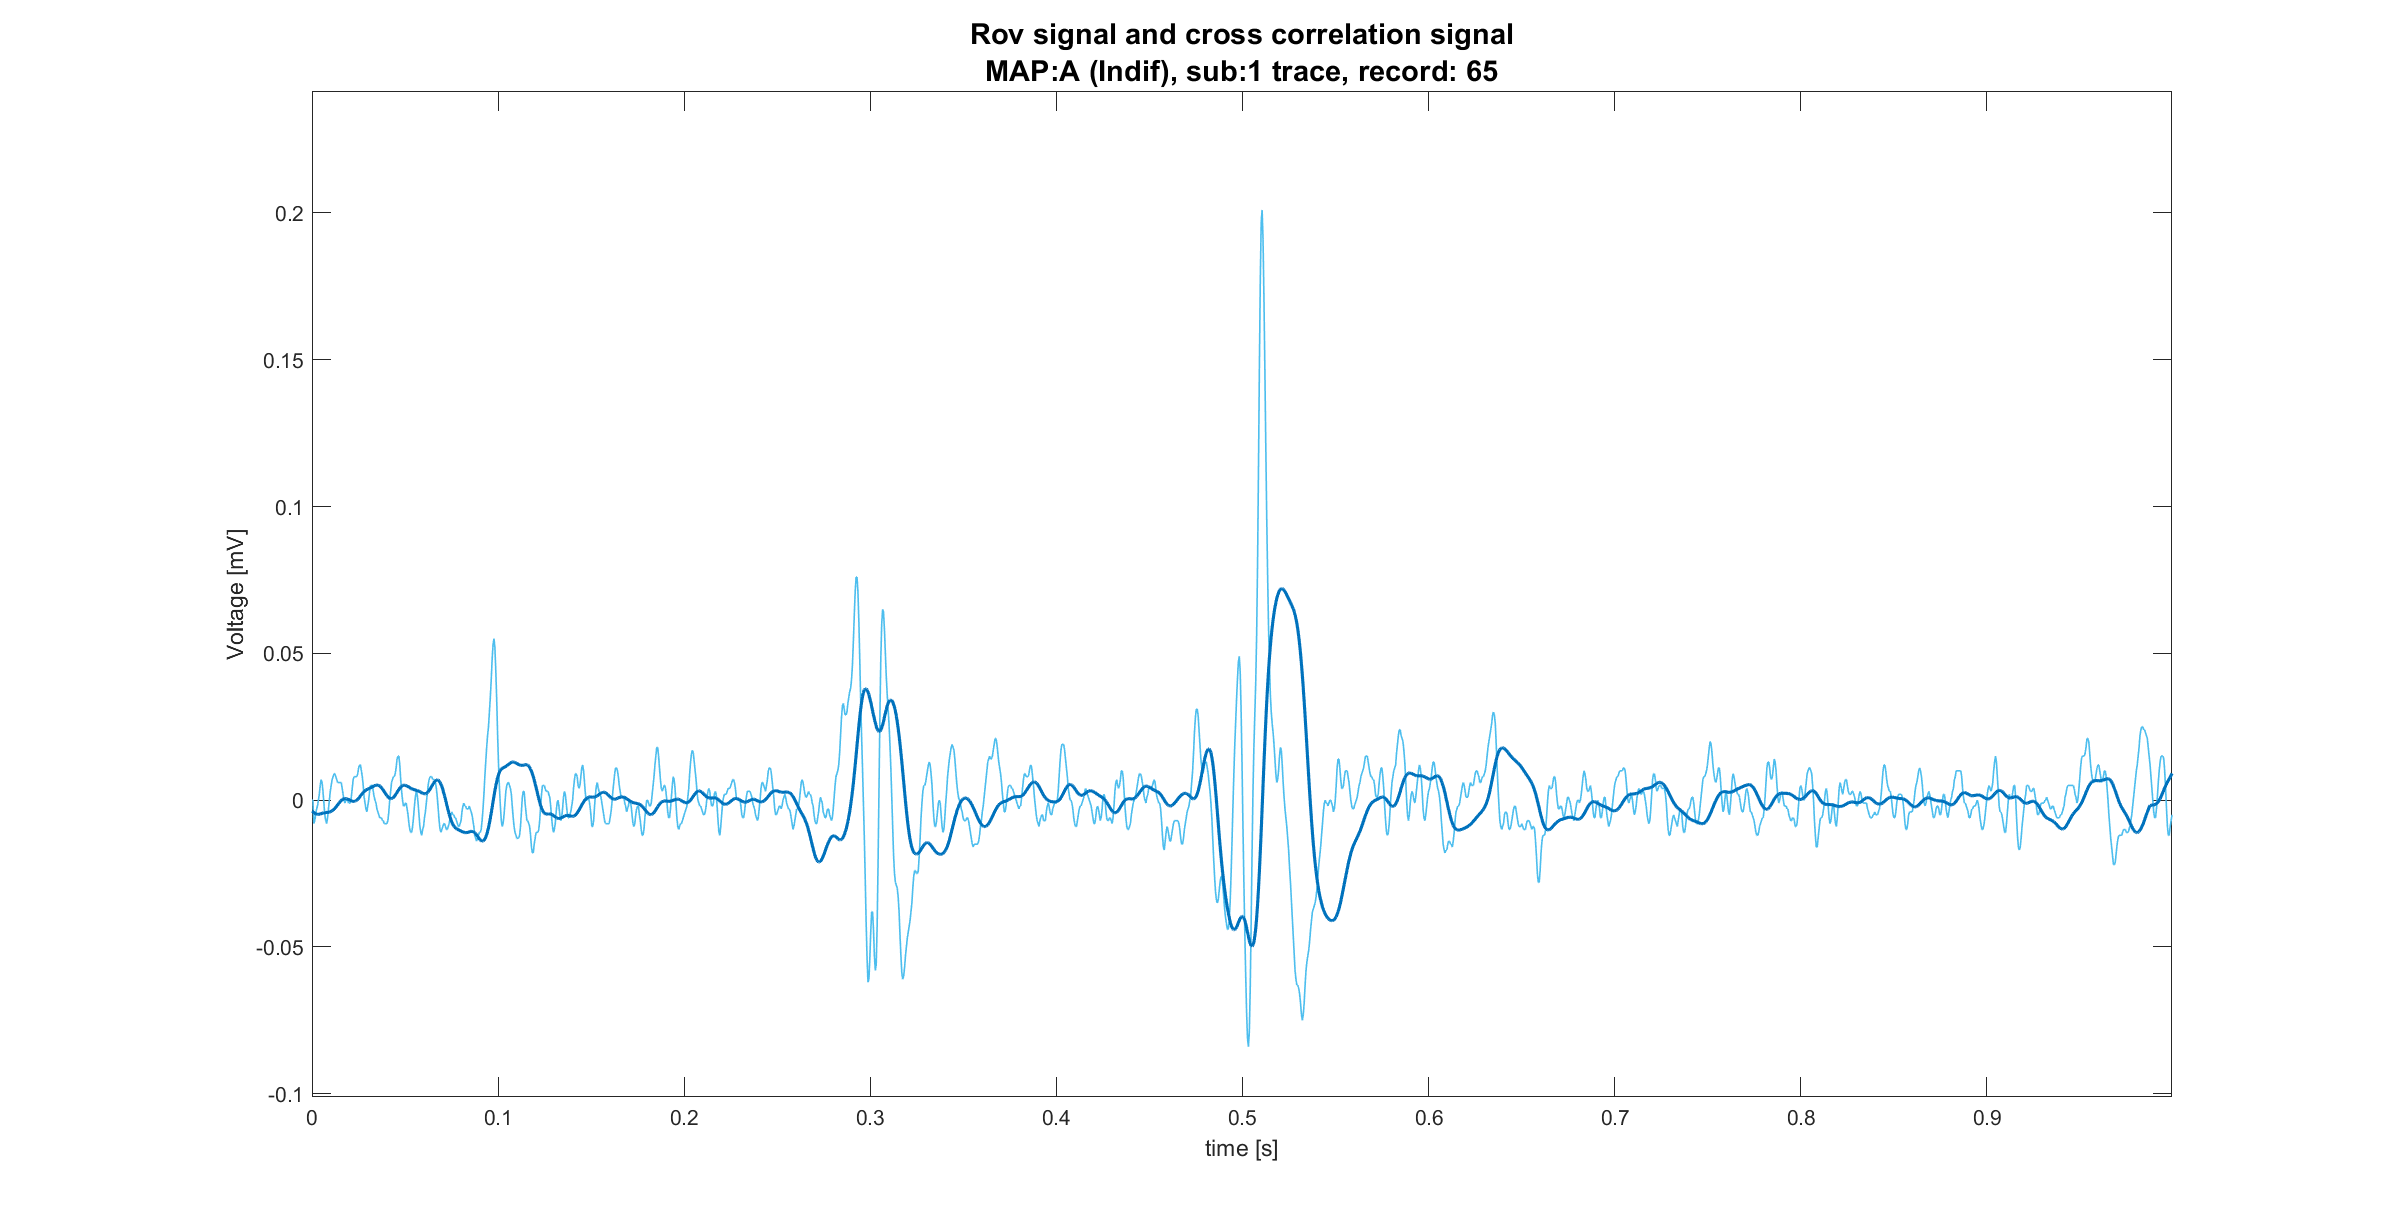 Rov signal and cross correlation signal
MAP:A (Indif), sub:1 trace, record: 65
Voltage [mV]
0.2
0.15
0.1
0.05
0
-0.05
-0.1
0 0.1 0.2 0.3 0.4 0.5 0.6 0.7 0.8 0.9
time [s]